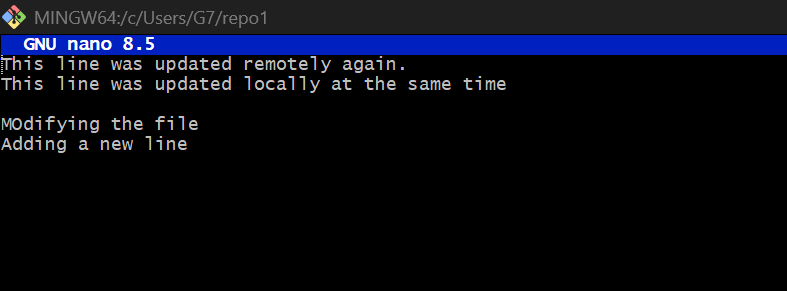 MINGW64:/c/Users/G7/repo1
GNU nano 8.5
This line was updated remotely again.
This line was updated locally at the same time
MOdifying the file
Adding a new line